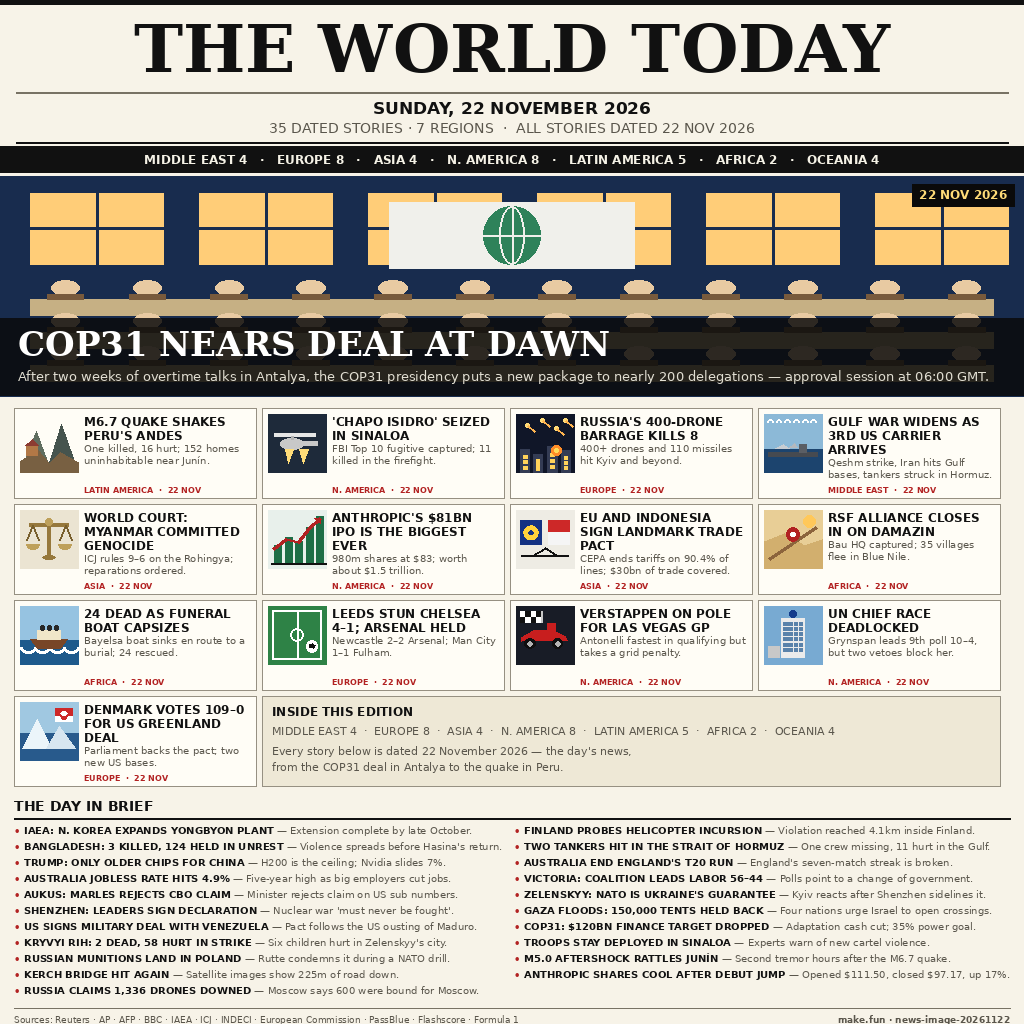 THE WORLD TODAY
SUNDAY, 22 NOVEMBER 2026
35 DATED STORIES · 7 REGIONS · ALL STORIES DATED 22 NOV 2026
MIDDLE EAST 4 · EUROPE 8 · ASIA 4 · N. AMERICA 8 · LATIN AMERICA 5 · AFRICA 2 · OCEANIA 4
22 NOV 2026
COP31 NEARS DEAL AT DAWN
After two weeks of overtime talks in Antalya, the COP31 presidency puts a new package to nearly 200 delegations — approval session at 06:00 GMT.
M6.7 QUAKE SHAKES
PERU'S ANDES
One killed, 16 hurt; 152 homes
uninhabitable near Junín.
LATIN AMERICA · 22 NOV
'CHAPO ISIDRO' SEIZED
IN SINALOA
FBI Top 10 fugitive captured; 11
killed in the firefight.
N. AMERICA · 22 NOV
RUSSIA'S 400-DRONE
BARRAGE KILLS 8
400+ drones and 110 missiles
hit Kyiv and beyond.
EUROPE · 22 NOV
GULF WAR WIDENS AS
3RD US CARRIER
ARRIVES
Qeshm strike, Iran hits Gulf
bases, tankers struck in Hormuz.
MIDDLE EAST · 22 NOV
WORLD COURT:
MYANMAR COMMITTED
GENOCIDE
ICJ rules 9–6 on the Rohingya;
reparations ordered.
ASIA · 22 NOV
ANTHROPIC'S $81BN
IPO IS THE BIGGEST
EVER
980m shares at $83; worth
about $1.5 trillion.
N. AMERICA · 22 NOV
EU AND INDONESIA
SIGN LANDMARK TRADE
PACT
CEPA ends tariffs on 90.4% of
lines; $30bn of trade covered.
ASIA · 22 NOV
RSF ALLIANCE CLOSES
IN ON DAMAZIN
Bau HQ captured; 35 villages
flee in Blue Nile.
AFRICA · 22 NOV
24 DEAD AS FUNERAL
BOAT CAPSIZES
Bayelsa boat sinks en route to a
burial; 24 rescued.
AFRICA · 22 NOV
LEEDS STUN CHELSEA
4–1; ARSENAL HELD
Newcastle 2–2 Arsenal; Man City
1–1 Fulham.
EUROPE · 22 NOV
VERSTAPPEN ON POLE
FOR LAS VEGAS GP
Antonelli fastest in qualifying but
takes a grid penalty.
N. AMERICA · 22 NOV
UN CHIEF RACE
DEADLOCKED
Grynspan leads 9th poll 10–4,
but two vetoes block her.
N. AMERICA · 22 NOV
DENMARK VOTES 109–0
FOR US GREENLAND
DEAL
Parliament backs the pact; two
new US bases.
EUROPE · 22 NOV
INSIDE THIS EDITION
MIDDLE EAST 4 · EUROPE 8 · ASIA 4 · N. AMERICA 8 · LATIN AMERICA 5 · AFRICA 2 · OCEANIA 4
Every story below is dated 22 November 2026 — the day's news,
from the COP31 deal in Antalya to the quake in Peru.
THE DAY IN BRIEF
• IAEA: N. KOREA EXPANDS YONGBYON PLANT — Extension complete by late October.
• BANGLADESH: 3 KILLED, 124 HELD IN UNREST — Violence spreads before Hasina's return.
• TRUMP: ONLY OLDER CHIPS FOR CHINA — H200 is the ceiling; Nvidia slides 7%.
• AUSTRALIA JOBLESS RATE HITS 4.9% — Five-year high as big employers cut jobs.
• AUKUS: MARLES REJECTS CBO CLAIM — Minister rejects claim on US sub numbers.
• SHENZHEN: LEADERS SIGN DECLARATION — Nuclear war 'must never be fought'.
• US SIGNS MILITARY DEAL WITH VENEZUELA — Pact follows the US ousting of Maduro.
• KRYVYI RIH: 2 DEAD, 58 HURT IN STRIKE — Six children hurt in Zelenskyy's city.
• RUSSIAN MUNITIONS LAND IN POLAND — Rutte condemns it during a NATO drill.
• KERCH BRIDGE HIT AGAIN — Satellite images show 225m of road down.
• RUSSIA CLAIMS 1,336 DRONES DOWNED — Moscow says 600 were bound for Moscow.
• FINLAND PROBES HELICOPTER INCURSION — Violation reached 4.1km inside Finland.
• TWO TANKERS HIT IN THE STRAIT OF HORMUZ — One crew missing, 11 hurt in the Gulf.
• AUSTRALIA END ENGLAND'S T20 RUN — England's seven-match streak is broken.
• VICTORIA: COALITION LEADS LABOR 56–44 — Polls point to a change of government.
• ZELENSKYY: NATO IS UKRAINE'S GUARANTEE — Kyiv reacts after Shenzhen sidelines it.
• GAZA FLOODS: 150,000 TENTS HELD BACK — Four nations urge Israel to open crossings.
• COP31: $120BN FINANCE TARGET DROPPED — Adaptation cash cut; 35% power goal.
• TROOPS STAY DEPLOYED IN SINALOA — Experts warn of new cartel violence.
• M5.0 AFTERSHOCK RATTLES JUNÍN — Second tremor hours after the M6.7 quake.
• ANTHROPIC SHARES COOL AFTER DEBUT JUMP — Opened $111.50, closed $97.17, up 17%.
Sources: Reuters · AP · AFP · BBC · IAEA · ICJ · INDECI · European Commission · PassBlue · Flashscore · Formula 1
make.fun · news-image-20261122